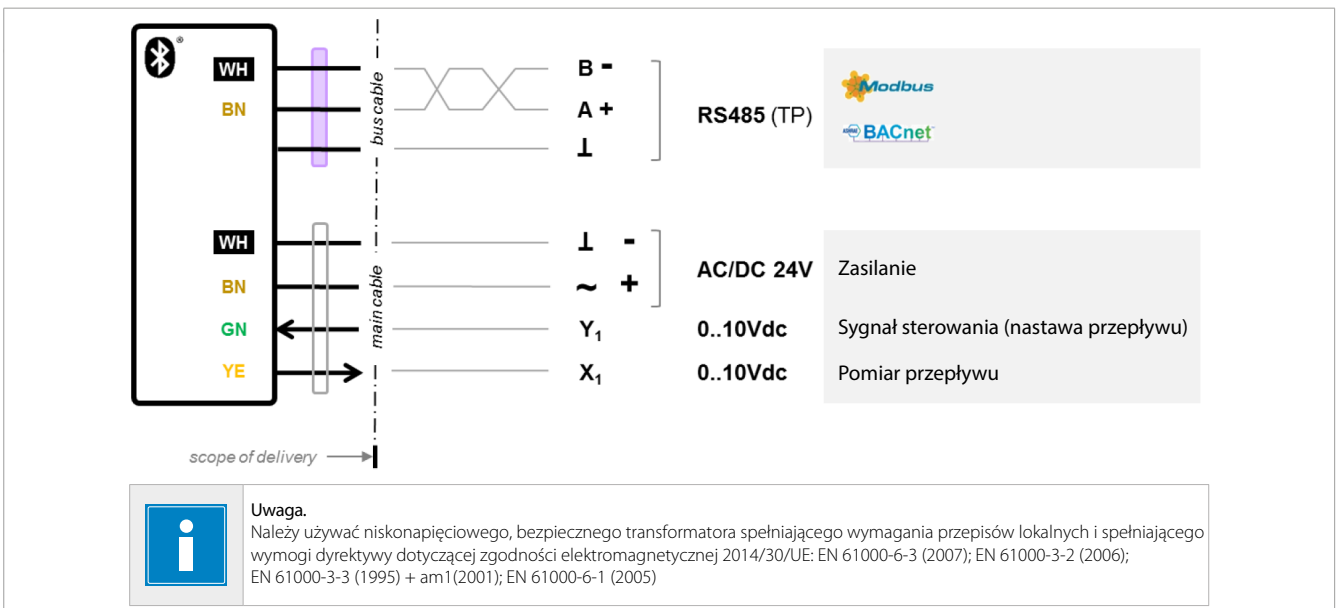 WH B -
BN A + RS485 (TP) Modbus
BACnet
⊥
bus cable
WH ⊥ -
BN ~ + AC/DC 24V Zasilanie
GN Y₁ 0..10Vdc Sygnał sterowania (nastawa przepływu)
YE X₁ 0..10Vdc Pomiar przepływu
main cable
scope of delivery
Uwaga.
Należy używać niskonapięciowego, bezpiecznego transformatora spełniającego wymagania przepisów lokalnych i spełniającego
wymogi dyrektywy dotyczącej zgodności elektromagnetycznej 2014/30/UE: EN 61000-6-3 (2007); EN 61000-3-2 (2006);
EN 61000-3-3 (1995) + am1(2001); EN 61000-6-1 (2005)